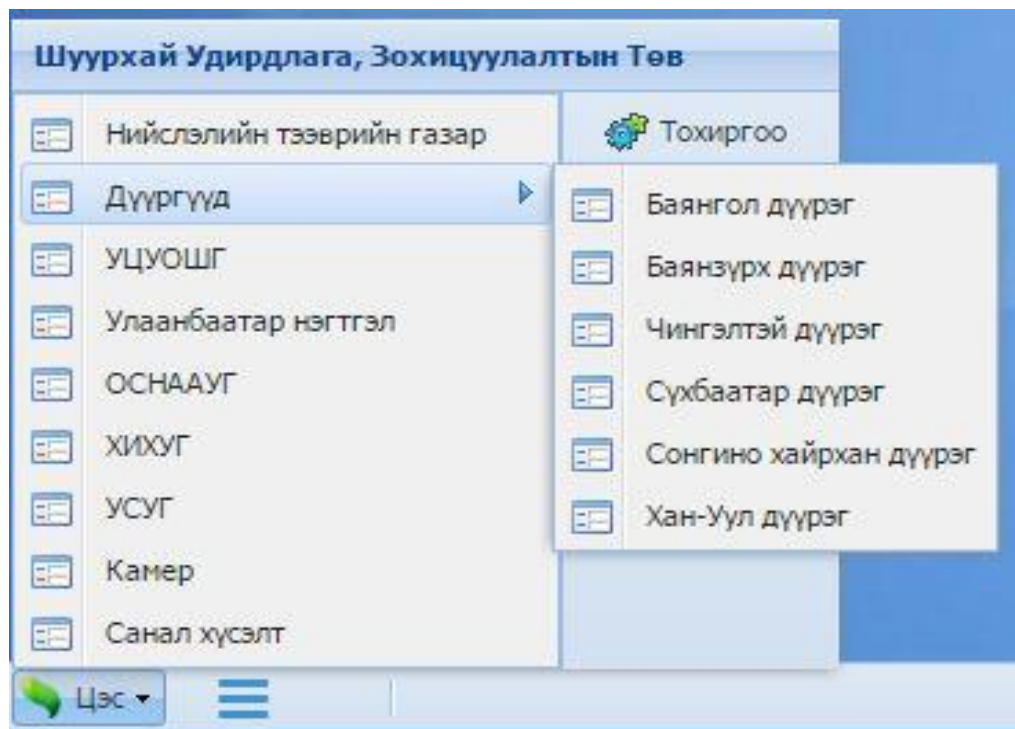 Шуурхай Удирдлага, Зохицуулалтын Төв
Нийслэлийн тээврийн газар
Дүүргүүд
УЦУОШГ
Улаанбаатар нэгтгэл
ОСНААУГ
ХИХУГ
УСУГ
Камер
Санал хүсэлт
Тохиргоо
Баянгол дүүрэг
Баянзүрх дүүрэг
Чингэлтэй дүүрэг
Сүхбаатар дүүрэг
Сонгино хайрхан дүүрэг
Хан-Уул дүүрэг
Цэс